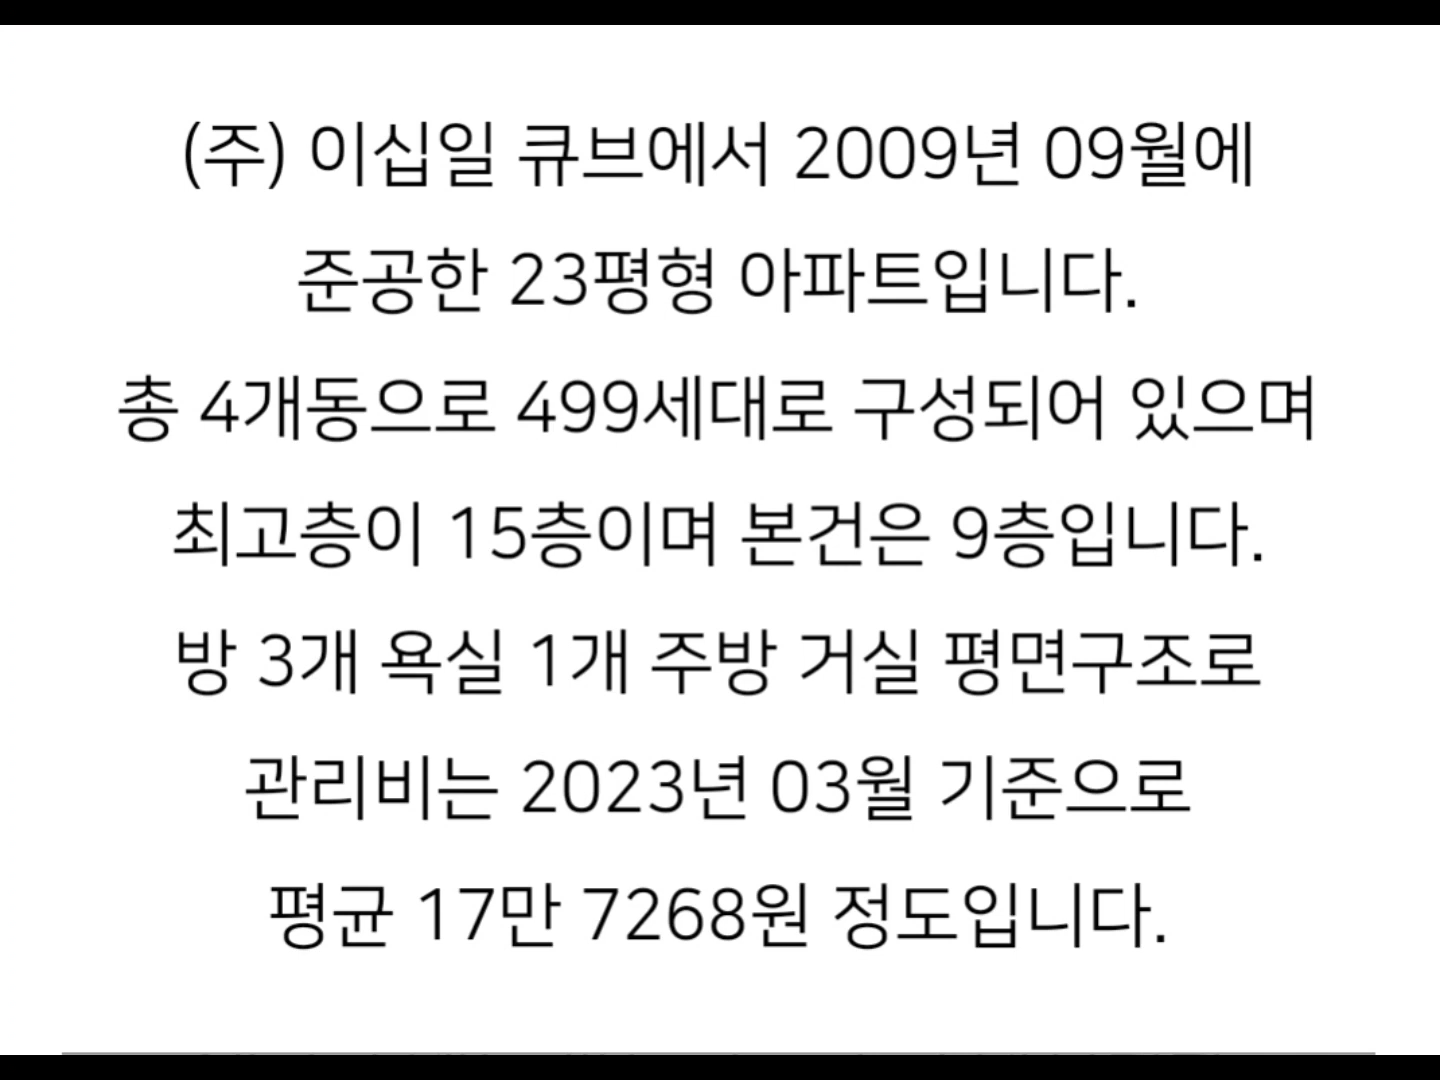 (주) 이십일 큐브에서 2009년 09월에
준공한 23평형 아파트입니다.
총 4개동으로 499세대로 구성되어 있으며
최고층이 15층이며 본건은 9층입니다.
방 3개 욕실 1개 주방 거실 평면구조로
관리비는 2023년 03월 기준으로
평균 17만 7268원 정도입니다.